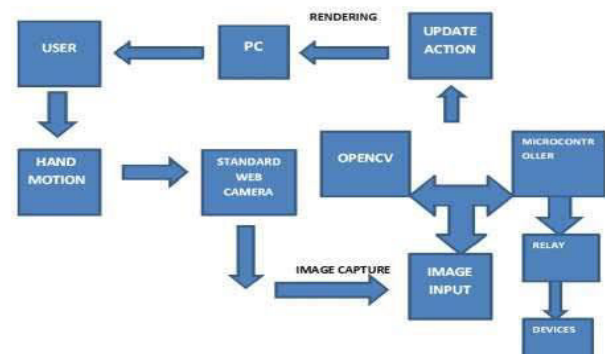 RENDERING
USER
PC
UPDATE
ACTION
HAND
MOTION
STANDARD
WEB
CAMERA
OPENCV
MICROCONTR
OLLER
IMAGE CAPTURE
IMAGE
INPUT
RELAY
DEVICES